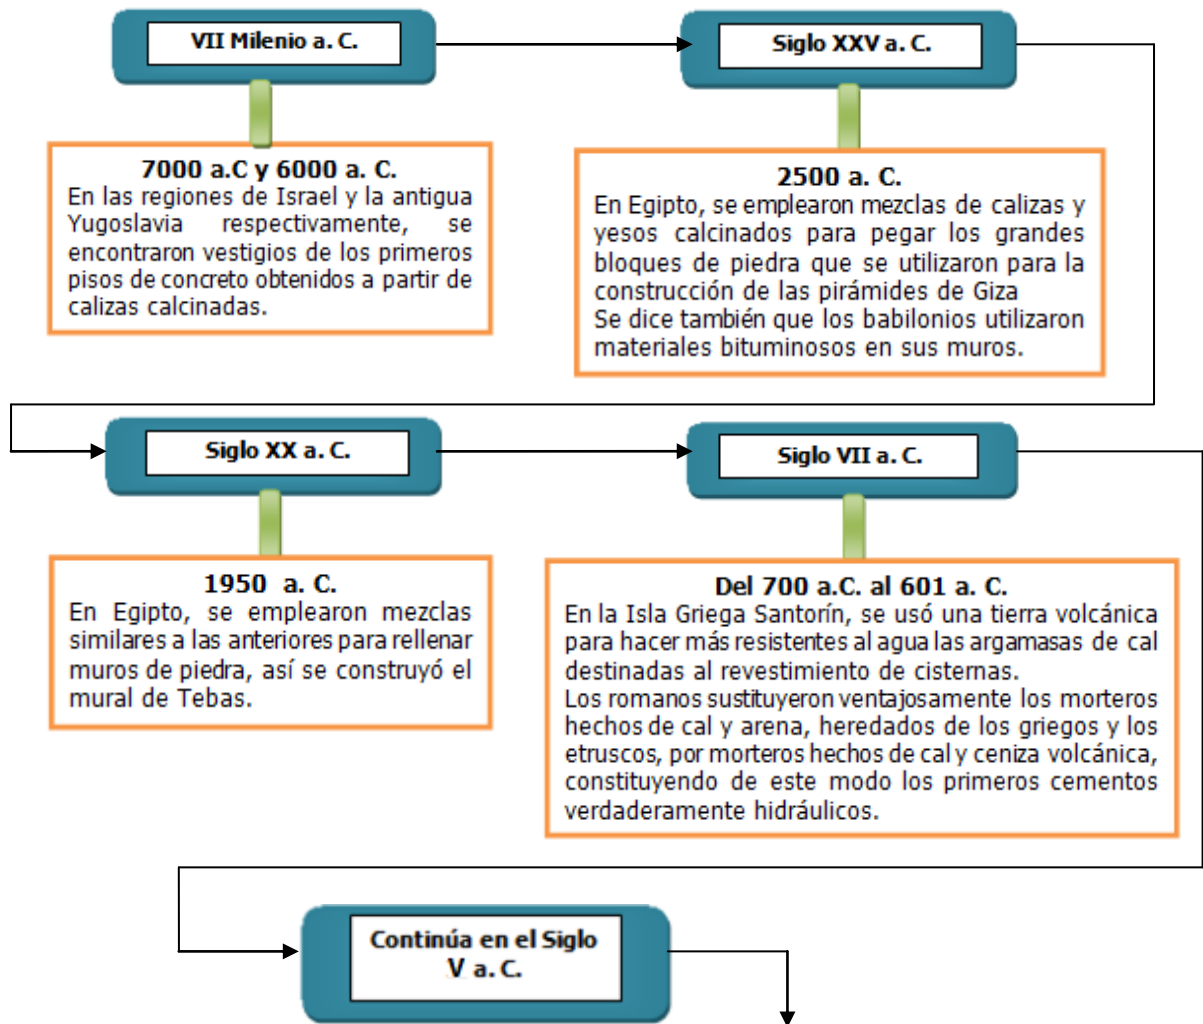 VII Milenio a. C.
Siglo XXV a. C.
7000 a.C y 6000 a. C.
En las regiones de Israel y la antigua
Yugoslavia respectivamente, se
encontraron vestigios de los primeros
pisos de concreto obtenidos a partir de
calizas calcinadas.
2500 a. C.
En Egipto, se emplearon mezclas de calizas y
yesos calcinados para pegar los grandes
bloques de piedra que se utilizaron para la
construcción de las pirámides de Giza
Se dice también que los babilonios utilizaron
materiales bituminosos en sus muros.
Siglo XX a. C.
Siglo VII a. C.
1950 a. C.
En Egipto, se emplearon mezclas
similares a las anteriores para rellenar
muros de piedra, así se construyó el
mural de Tebas.
Del 700 a.C. al 601 a. C.
En la Isla Griega Santorín, se usó una tierra volcánica
para hacer más resistentes al agua las argamasas de cal
destinadas al revestimiento de cisternas.
Los romanos sustituyeron ventajosamente los morteros
hechos de cal y arena, heredados de los griegos y los
etruscos, por morteros hechos de cal y ceniza volcánica,
constituyendo de este modo los primeros cementos
verdaderamente hidráulicos.
Continúa en el Siglo
V a. C.